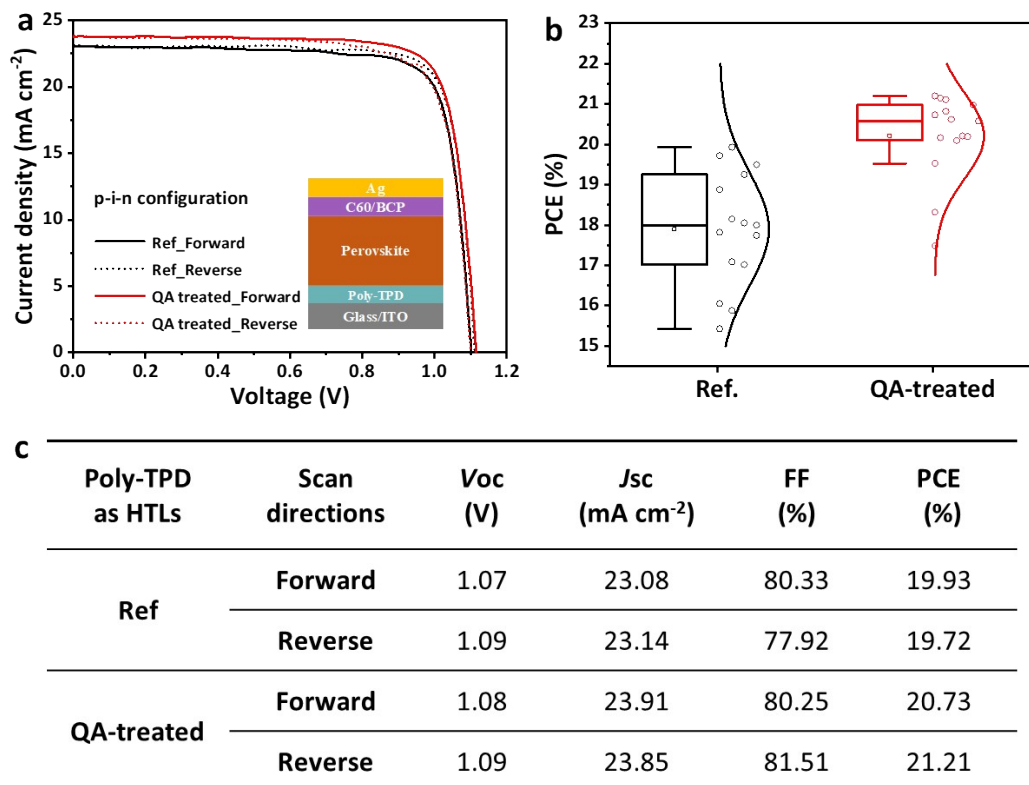 a
Current density (mA cm⁻²)
25
20
15
10
5
0
0.0 0.2 0.4 0.6 0.8 1.0 1.2
Voltage (V)
p-i-n configuration
Ref_Forward
Ref_Reverse
QA treated_Forward
QA treated_Reverse
Ag
C60/BCP
Perovskite
Poly-TPD
Glass/ITO
b
PCE (%)
23
22
21
20
19
18
17
16
15
Ref. QA-treated
c
Poly-TPD as HTLs Scan directions Voc (V) Jsc (mA cm⁻²) FF (%) PCE (%)
Ref
Forward 1.07 23.08 80.33 19.93
Reverse 1.09 23.14 77.92 19.72
QA-treated
Forward 1.08 23.91 80.25 20.73
Reverse 1.09 23.85 81.51 21.21